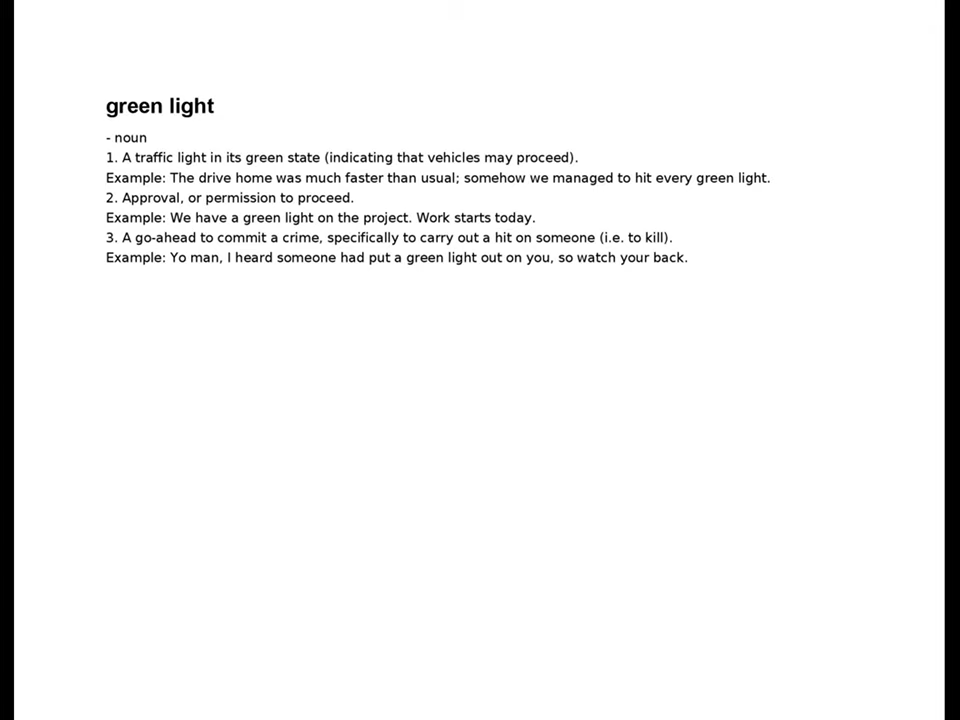 green light
- noun
1. A traffic light in its green state (indicating that vehicles may proceed).
Example: The drive home was much faster than usual; somehow we managed to hit every green light.
2. Approval, or permission to proceed.
Example: We have a green light on the project. Work starts today.
3. A go-ahead to commit a crime, specifically to carry out a hit on someone (i.e. to kill).
Example: Yo man, I heard someone had put a green light out on you, so watch your back.